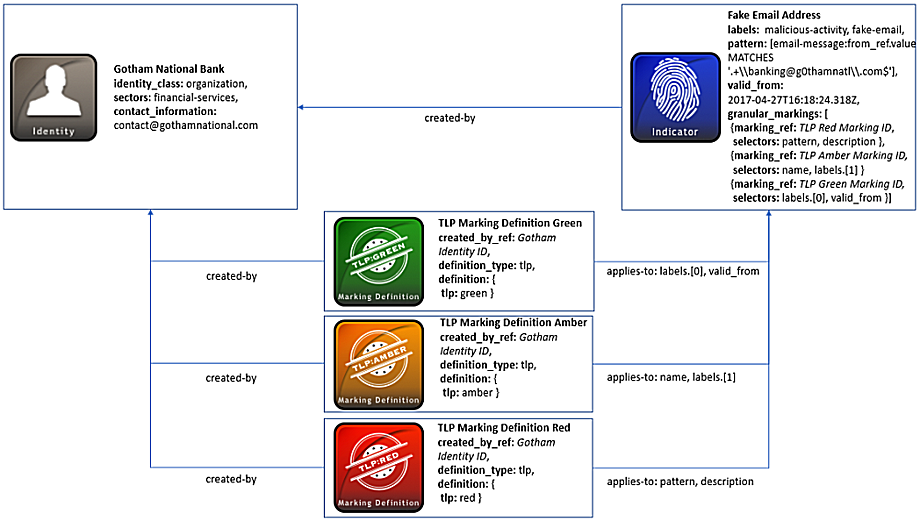 Gotham National Bank
identity_class: organization,
sectors: financial-services,
contact_information:
contact@gothamnational.com
Identity
created-by
Indicator
Fake Email Address
labels: malicious-activity, fake-email,
pattern: [email-message:from_ref.value
MATCHES
'.+\\banking@g0thamnatl\\.com$'],
valid_from:
2017-04-27T16:18:24.318Z,
granular_markings: [
{marking_ref: TLP Red Marking ID,
selectors: pattern, description },
{marking_ref: TLP Amber Marking ID,
selectors: name, labels.[1] }
{marking_ref: TLP Green Marking ID,
selectors: labels.[0], valid_from }]
created-by
TLP:GREEN
Marking Definition
TLP Marking Definition Green
created_by_ref: Gotham
Identity ID,
definition_type: tlp,
definition: {
tlp: green }
applies-to: labels.[0], valid_from
created-by
TLP:AMBER
Marking Definition
TLP Marking Definition Amber
created_by_ref: Gotham
Identity ID,
definition_type: tlp,
definition: {
tlp: amber }
applies-to: name, labels.[1]
created-by
TLP:RED
Marking Definition
TLP Marking Definition Red
created_by_ref: Gotham
Identity ID,
definition_type: tlp,
definition: {
tlp: red }
applies-to: pattern, description